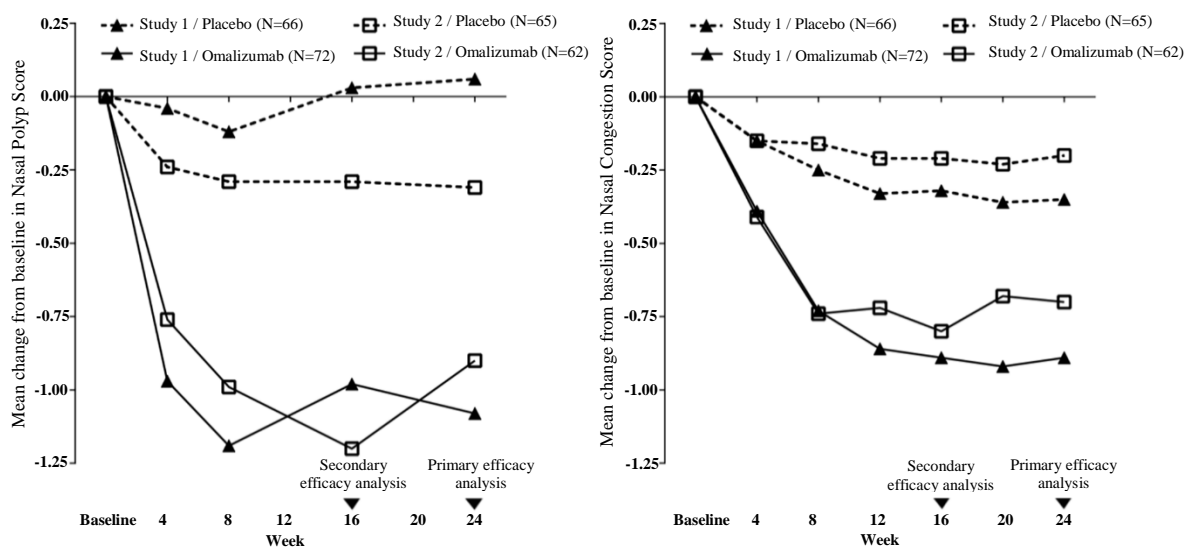 0.25
0.00
-0.25
-0.50
-0.75
-1.00
-1.25
Mean change from baseline in Nasal Polyp Score
Study 1 / Placebo (N=66)
Study 2 / Placebo (N=65)
Study 1 / Omalizumab (N=72)
Study 2 / Omalizumab (N=62)
Secondary
efficacy analysis
Primary efficacy
analysis
Baseline 4 8 12 16 20 24
Week
0.25
0.00
-0.25
-0.50
-0.75
-1.00
-1.25
Mean change from baseline in Nasal Congestion Score
Study 1 / Placebo (N=66)
Study 2 / Placebo (N=65)
Study 1 / Omalizumab (N=72)
Study 2 / Omalizumab (N=62)
Secondary
efficacy analysis
Primary efficacy
analysis
Baseline 4 8 12 16 20 24
Week